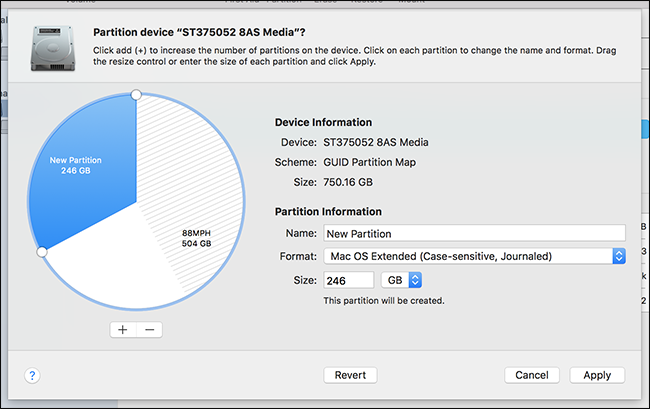 Partition device “ST375052 8AS Media”?
Click add (+) to increase the number of partitions on the device. Click on each partition to change the name and format. Drag
the resize control or enter the size of each partition and click Apply.
New Partition
246 GB
88MPH
504 GB
Device Information
Device: ST375052 8AS Media
Scheme: GUID Partition Map
Size: 750.16 GB
Partition Information
Name: New Partition
Format: Mac OS Extended (Case-sensitive, Journaled)
Size: 246 GB
This partition will be created.
+ −
? Revert Cancel Apply